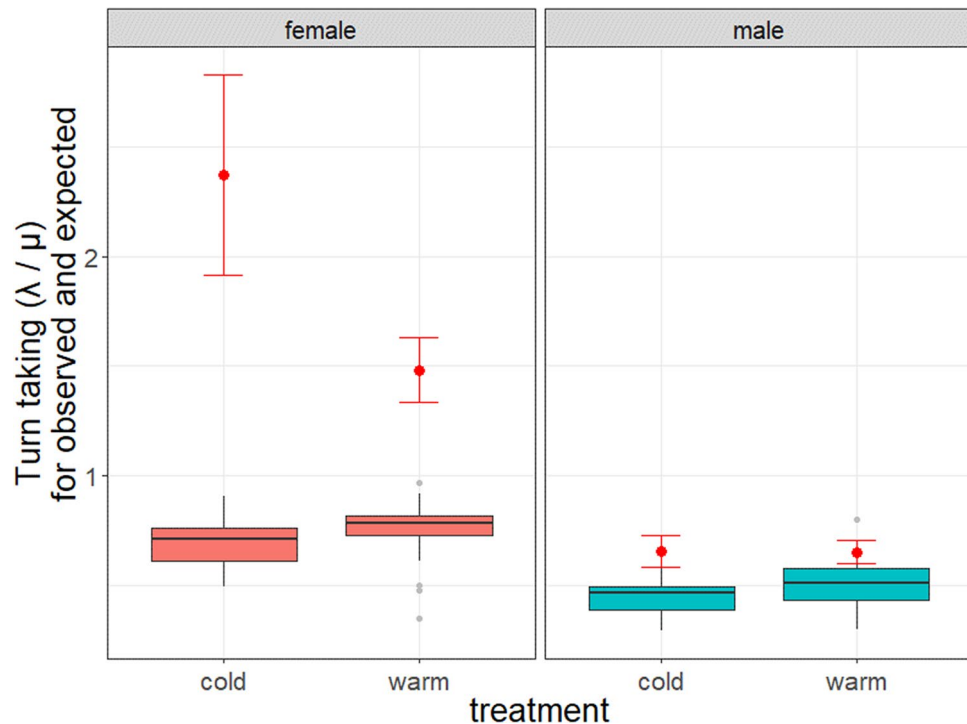 female
male
Turn taking (λ / μ)
for observed and expected
2
1
cold
warm
cold
warm
treatment